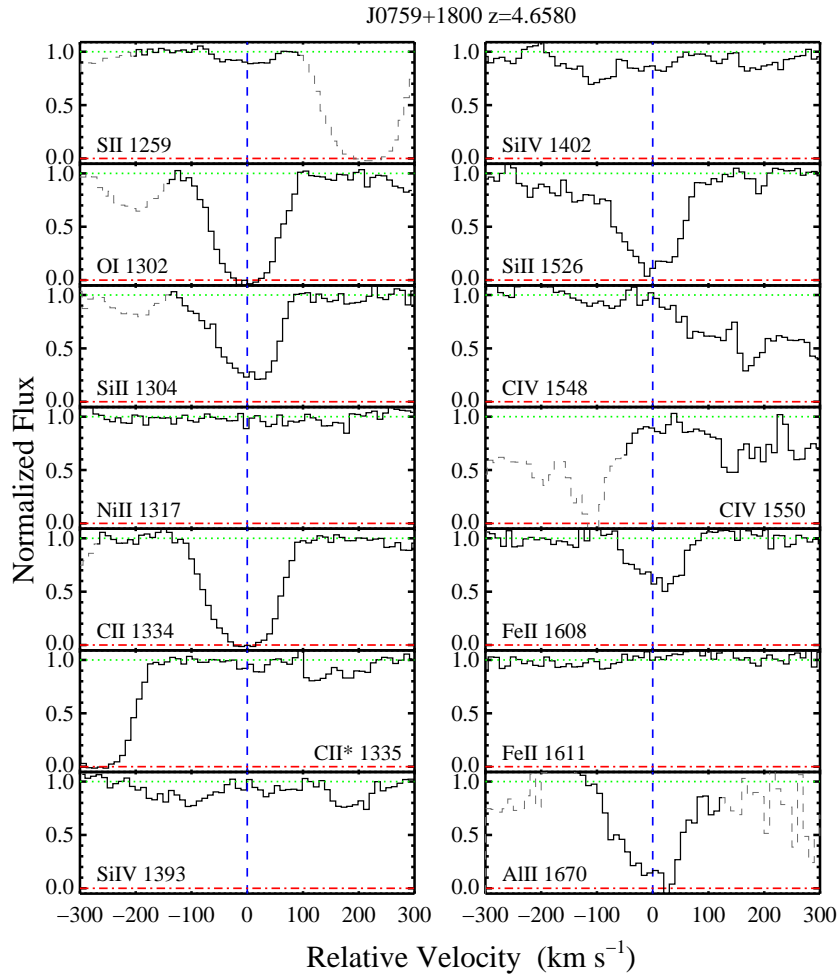 J0759+1800 z=4.6580
Normalized Flux
1.0
0.5
0.0
SII 1259
1.0
0.5
0.0
OI 1302
1.0
0.5
0.0
SiII 1304
1.0
0.5
0.0
NiII 1317
1.0
0.5
0.0
CII 1334
1.0
0.5
0.0
CII* 1335
1.0
0.5
0.0
SiIV 1393
−300 −200 −100 0 100 200 300
1.0
0.5
0.0
SiIV 1402
1.0
0.5
0.0
SiII 1526
1.0
0.5
0.0
CIV 1548
1.0
0.5
0.0
CIV 1550
1.0
0.5
0.0
FeII 1608
1.0
0.5
0.0
FeII 1611
1.0
0.5
0.0
AlII 1670
−300 −200 −100 0 100 200 300
Relative Velocity (km s⁻¹)